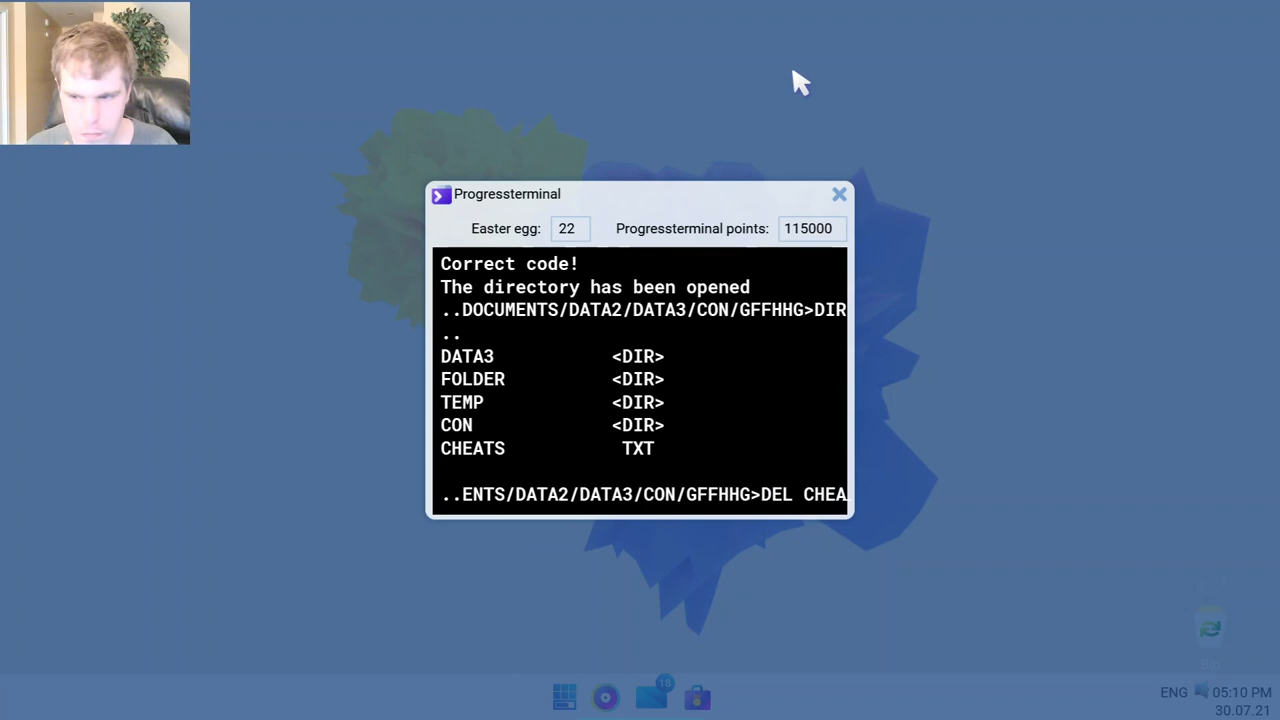 Progressterminal
Easter egg: 22 Progressterminal points: 115000
Correct code!
The directory has been opened
..DOCUMENTS/DATA2/DATA3/CON/GFFHHG>DIR
..
DATA3 <DIR>
FOLDER <DIR>
TEMP <DIR>
CON <DIR>
CHEATS TXT
..ENTS/DATA2/DATA3/CON/GFFHHG>DEL CHEA
Bin
18
ENG 05:10 PM
30.07.21